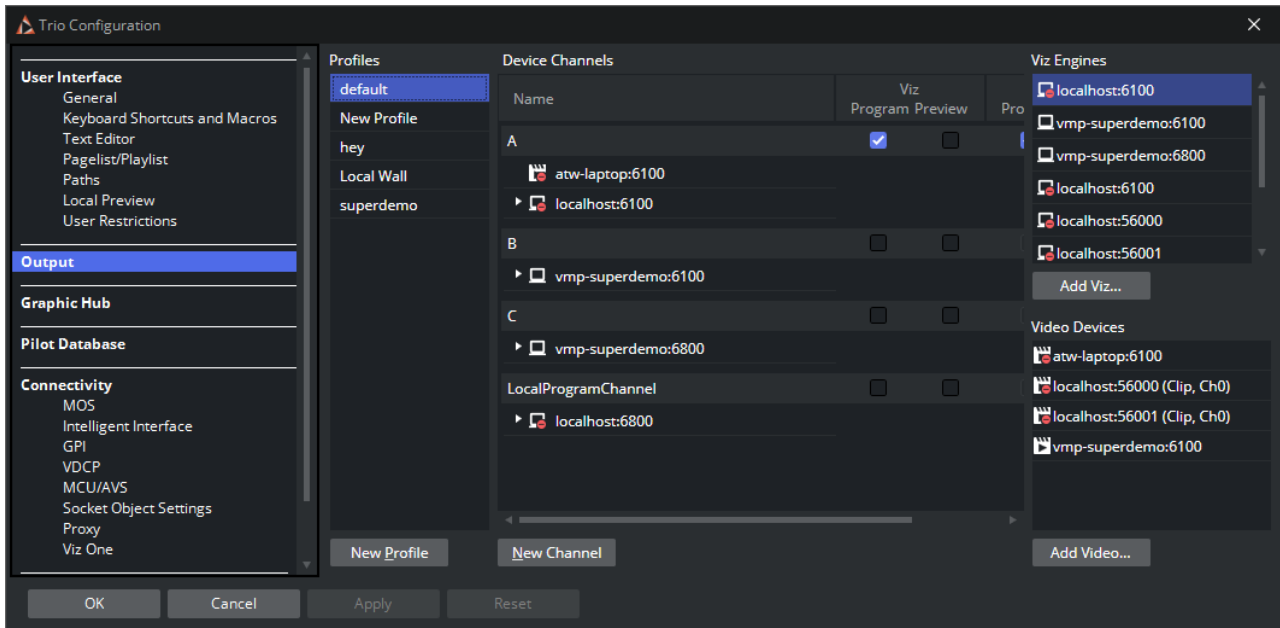 Trio Configuration
User Interface
General
Keyboard Shortcuts and Macros
Text Editor
Pagelist/Playlist
Paths
Local Preview
User Restrictions
Output
Graphic Hub
Pilot Database
Connectivity
MOS
Intelligent Interface
GPI
VDCP
MCU/AVS
Socket Object Settings
Proxy
Viz One
Profiles
default
New Profile
hey
Local Wall
superdemo
New Profile
Device Channels
Name
Viz
Program Preview
Pro
A
atw-laptop:6100
localhost:6100
B
vmp-superdemo:6100
C
vmp-superdemo:6800
LocalProgramChannel
localhost:6800
New Channel
Viz Engines
localhost:6100
vmp-superdemo:6100
vmp-superdemo:6800
localhost:6100
localhost:56000
localhost:56001
Add Viz...
Video Devices
atw-laptop:6100
localhost:56000 (Clip, Ch0)
localhost:56001 (Clip, Ch0)
vmp-superdemo:6100
Add Video...
OK
Cancel
Apply
Reset